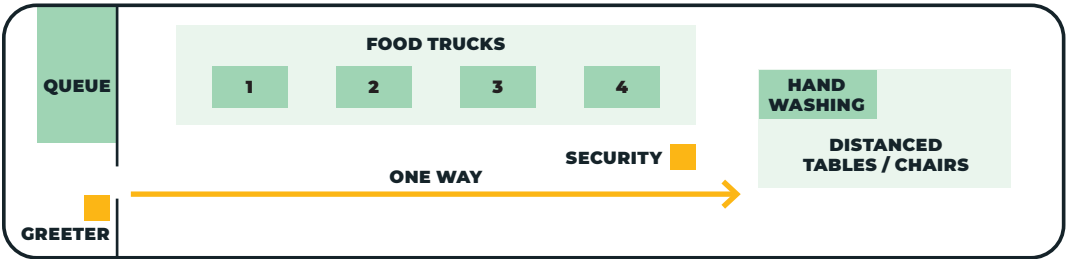 QUEUE
FOOD TRUCKS
1
2
3
4
HAND
WASHING
DISTANCED
TABLES / CHAIRS
SECURITY
ONE WAY
GREETER